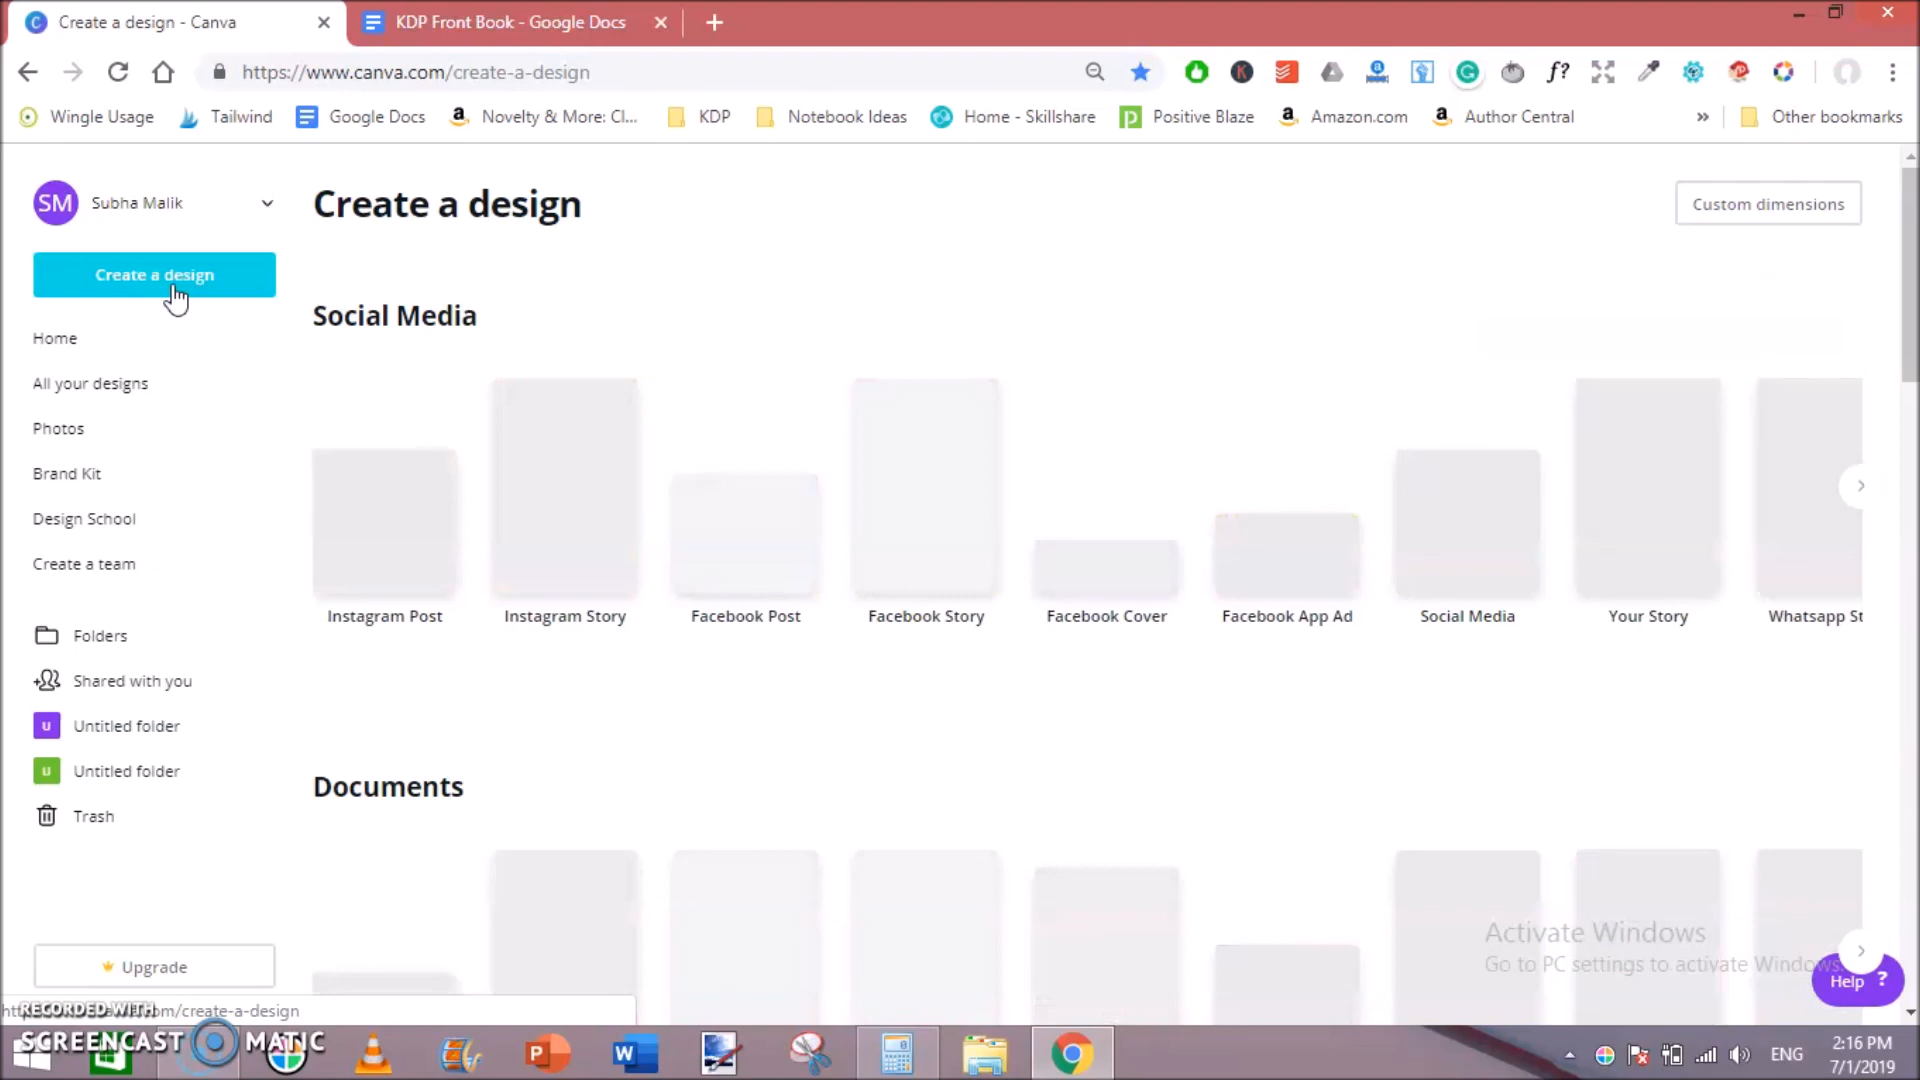 Create a design - Canva
KDP Front Book - Google Docs
https://www.canva.com/create-a-design
Wingle Usage
Tailwind
Google Docs
Novelty & More: Cl...
KDP
Notebook Ideas
Home - Skillshare
Positive Blaze
Amazon.com
Author Central
Other bookmarks
SM
Subha Malik
Create a design
Custom dimensions
Create a design
Home
All your designs
Photos
Brand Kit
Design School
Create a team
Folders
Shared with you
U Untitled folder
U Untitled folder
Trash
Upgrade
Social Media
Instagram Post
Instagram Story
Facebook Post
Facebook Story
Facebook Cover
Facebook App Ad
Social Media
Your Story
Whatsapp St
Documents
Activate Windows
Go to PC settings to activate Windows.
Help ?
RECORDED WITH
SCREENCAST MATIC
om/create-a-design
ENG
2:16 PM
7/1/2019